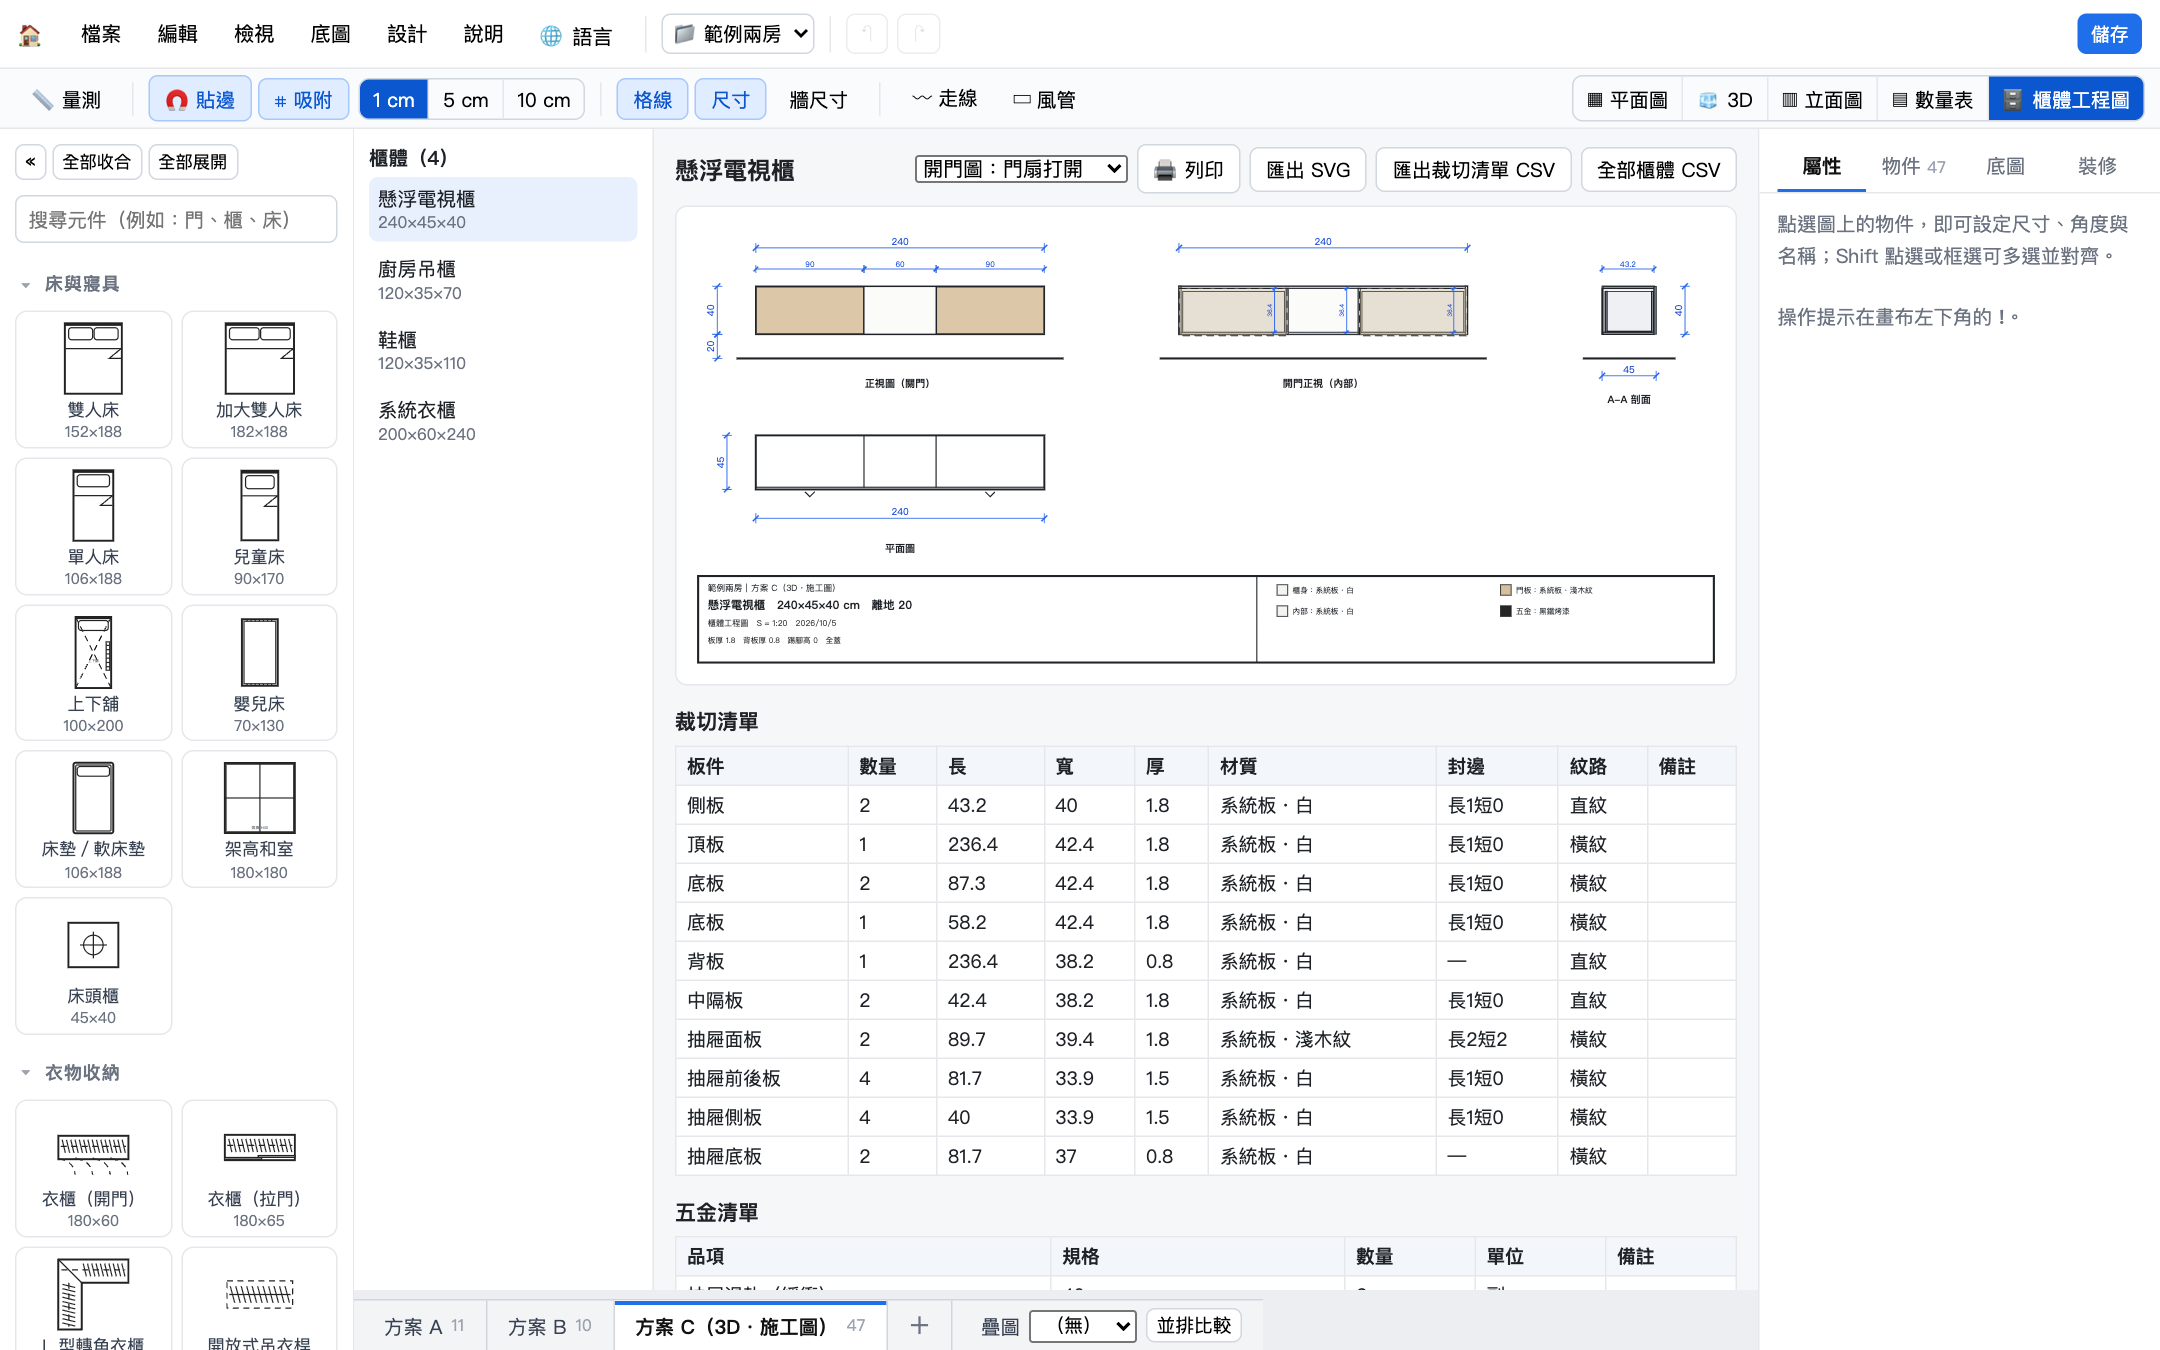 檔案 編輯 檢視 底圖 設計 說明 語言 範例兩房 儲存
量測 貼邊 吸附 1 cm 5 cm 10 cm 格線 尺寸 牆尺寸 走線 風管 平面圖 3D 立面圖 數量表 櫃體工程圖
« 全部收合 全部展開
搜尋元件（例如：門、櫃、床）
床與寢具
雙人床 加大雙人床
152×188 182×188
單人床 兒童床
106×188 90×170
上下舖 嬰兒床
100×200 70×130
床墊 / 軟床墊 架高和室
106×188 180×180
床頭櫃
45×40
衣物收納
衣櫃（開門） 衣櫃（拉門）
180×60 180×65
L 型轉角衣櫃 開放式吊衣桿
櫃體（4）
懸浮電視櫃
240×45×40
廚房吊櫃
120×35×70
鞋櫃
120×35×110
系統衣櫃
200×60×240
懸浮電視櫃 開門圖：門扇打開 列印 匯出 SVG 匯出裁切清單 CSV 全部櫃體 CSV
240 240
90 60 90 43.2
40 36.4 36.4 36.4 40
20
45
正視圖（關門） 開門正視（內部） A–A 剖面
45
240
平面圖
範例兩房｜方案 C（3D · 施工圖）
懸浮電視櫃 240×45×40 cm 離地 20
櫃體工程圖 S = 1:20 2026/10/5
板厚 1.8 背板厚 0.8 踢腳高 0 全蓋
櫃身：系統板 · 白 門板：系統板 · 淺木紋
內部：系統板 · 白 五金：黑鐵烤漆
裁切清單
板件 數量 長 寬 厚 材質 封邊 紋路 備註
側板 2 43.2 40 1.8 系統板 · 白 長1短0 直紋
頂板 1 236.4 42.4 1.8 系統板 · 白 長1短0 橫紋
底板 2 87.3 42.4 1.8 系統板 · 白 長1短0 橫紋
底板 1 58.2 42.4 1.8 系統板 · 白 長1短0 橫紋
背板 1 236.4 38.2 0.8 系統板 · 白 — 直紋
中隔板 2 42.4 38.2 1.8 系統板 · 白 長1短0 直紋
抽屜面板 2 89.7 39.4 1.8 系統板 · 淺木紋 長2短2 橫紋
抽屜前後板 4 81.7 33.9 1.5 系統板 · 白 長1短0 橫紋
抽屜側板 4 40 33.9 1.5 系統板 · 白 長1短0 橫紋
抽屜底板 2 81.7 37 0.8 系統板 · 白 — 橫紋
五金清單
品項 規格 數量 單位 備註
方案 A 11 方案 B 10 方案 C（3D · 施工圖） 47 + 疊圖 （無） 並排比較
屬性 物件 47 底圖 裝修
點選圖上的物件，即可設定尺寸、角度與
名稱；Shift 點選或框選可多選並對齊。
操作提示在畫布左下角的 !。